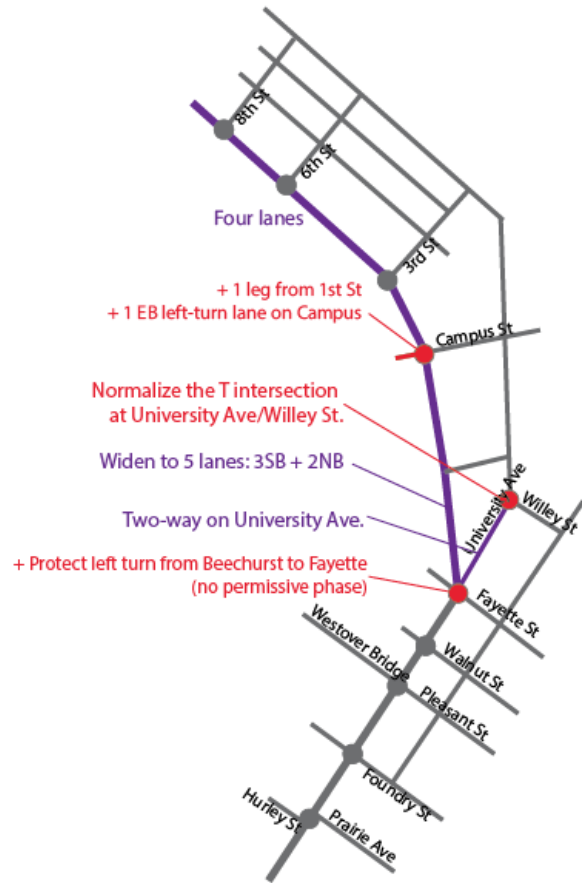 8th St
6th St
Four lanes
3rd St
+ 1 leg from 1st St
+ 1 EB left-turn lane on Campus
Campus St
Normalize the T intersection
at University Ave/Willey St.
Widen to 5 lanes: 3SB + 2NB
University Ave
Willey St
Two-way on University Ave.
+ Protect left turn from Beechurst to Fayette
(no permissive phase)
Fayette St
Westover Bridge
Walnut St
Pleasant St
Foundry St
Hurley St
Prairie Ave